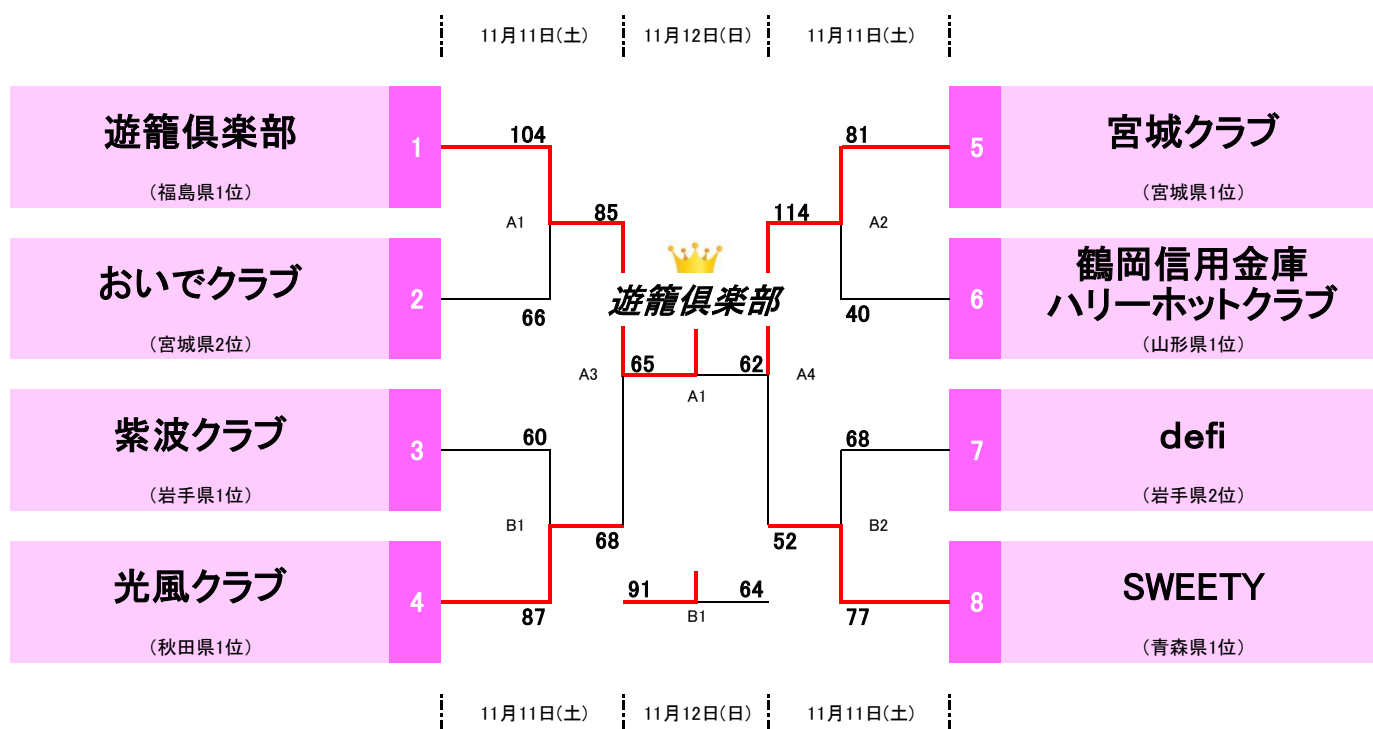 11月11日(土)
11月12日(日)
11月11日(土)
遊籠倶楽部
1
(福島県1位)
104
81
5
宮城クラブ
(宮城県1位)
A1
85
114
A2
おいでクラブ
2
(宮城県2位)
66
遊籠倶楽部
40
6
鶴岡信用金庫
ハリーホットクラブ
(山形県1位)
A3
65
62
A4
A1
紫波クラブ
3
(岩手県1位)
60
68
7
defi
(岩手県2位)
B1
68
52
B2
光風クラブ
4
(秋田県1位)
87
91
64
B1
77
8
SWEETY
(青森県1位)
11月11日(土)
11月12日(日)
11月11日(土)